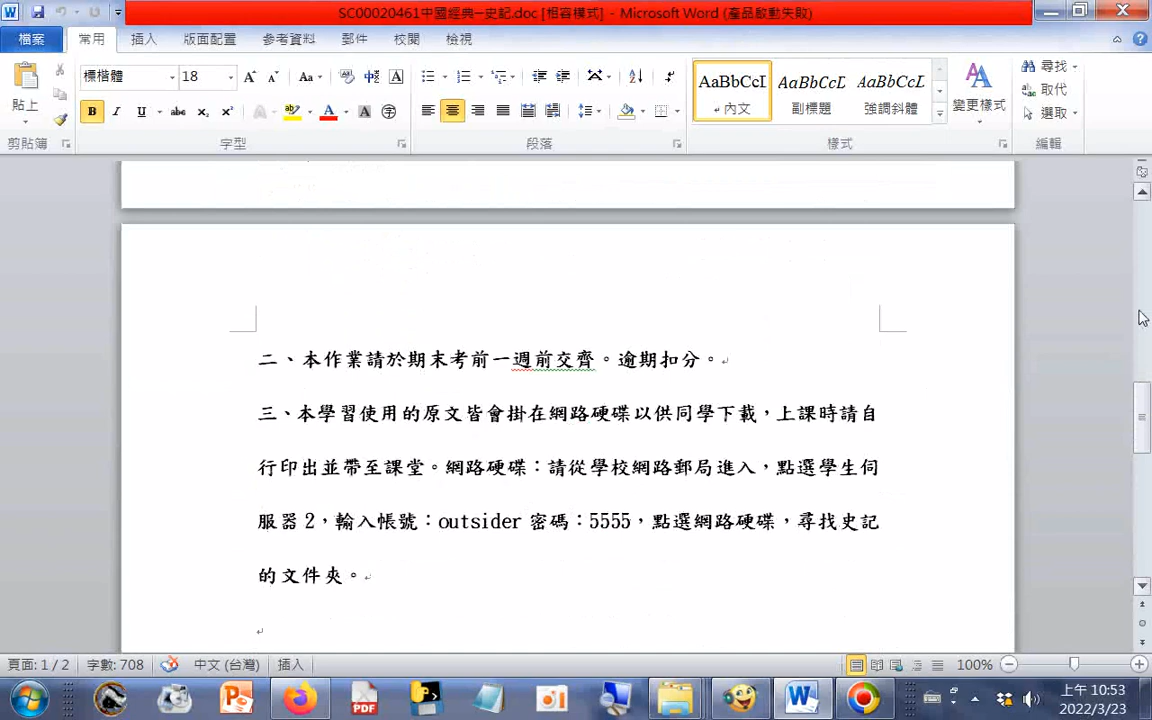 SC00020461中國經典─史記.doc [相容模式] - Microsoft Word (產品啟動失敗)
檔案 常用 插入 版面配置 參考資料 郵件 校閱 檢視
標楷體 18 Aa A
AaBbCcI AaBbCcL AaBbCcL
貼上 B I U abc x₂ x² A A
內文 副標題 強調斜體 變更樣式
尋找 取代 選取
剪貼簿 字型 段落 樣式 編輯
二、本作業請於期末考前一週前交齊。逾期扣分。
三、本學習使用的原文皆會掛在網路硬碟以供同學下載，上課時請自
行印出並帶至課堂。網路硬碟：請從學校網路郵局進入，點選學生伺
服器 2，輸入帳號：outsider 密碼：5555，點選網路硬碟，尋找史記
的文件夾。
頁面: 1 / 2 字數: 708 中文 (台灣) 插入 100%
上午 10:53
2022/3/23